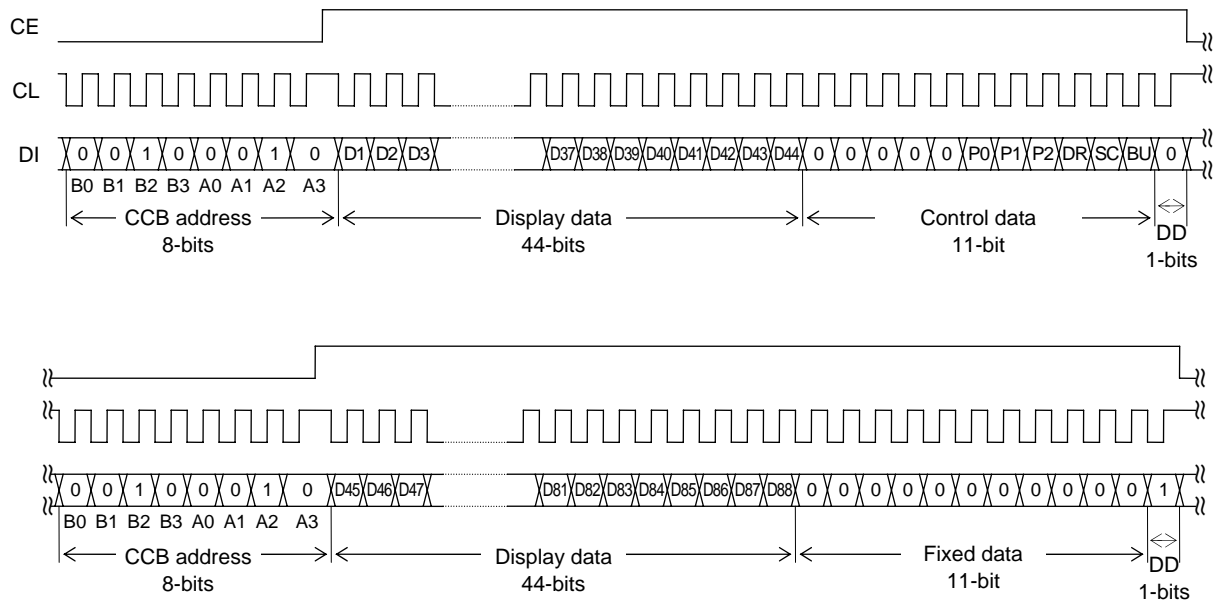 CE
CL
DI 0 0 1 0 0 0 1 0 D1 D2 D3 D37 D38 D39 D40 D41 D42 D43 D44 0 0 0 0 0 P0 P1 P2 DR SC BU 0
B0 B1 B2 B3 A0 A1 A2 A3
CCB address Display data Control data DD
8-bits 44-bits 11-bit 1-bits
0 0 1 0 0 0 1 0 D45 D46 D47 D81 D82 D83 D84 D85 D86 D87 D88 0 0 0 0 0 0 0 0 0 0 0 1
B0 B1 B2 B3 A0 A1 A2 A3
CCB address Display data Fixed data DD
8-bits 44-bits 11-bit 1-bits